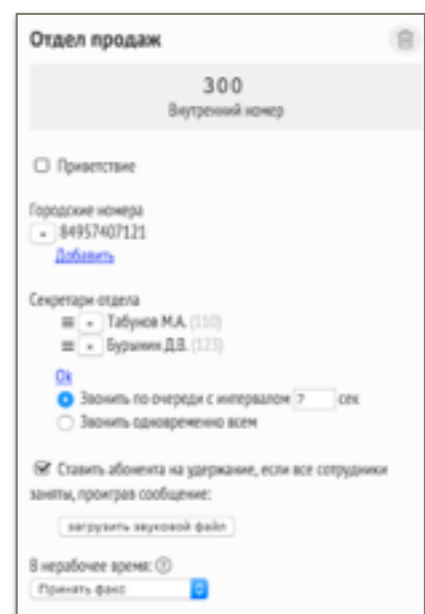 Отдел продаж
300
Внутренний номер
Приветствие
Городские номера
84957407121
Добавить
Секретари отдела
Табунов М.А. (110)
Бурыкин Д.В. (123)
Ok
Звонить по очереди с интервалом 7 сек
Звонить одновременно всем
Ставить абонента на удержание, если все сотрудники
заняты, проиграв сообщение:
загрузить звуковой файл
В нерабочее время: ?
Принять факс